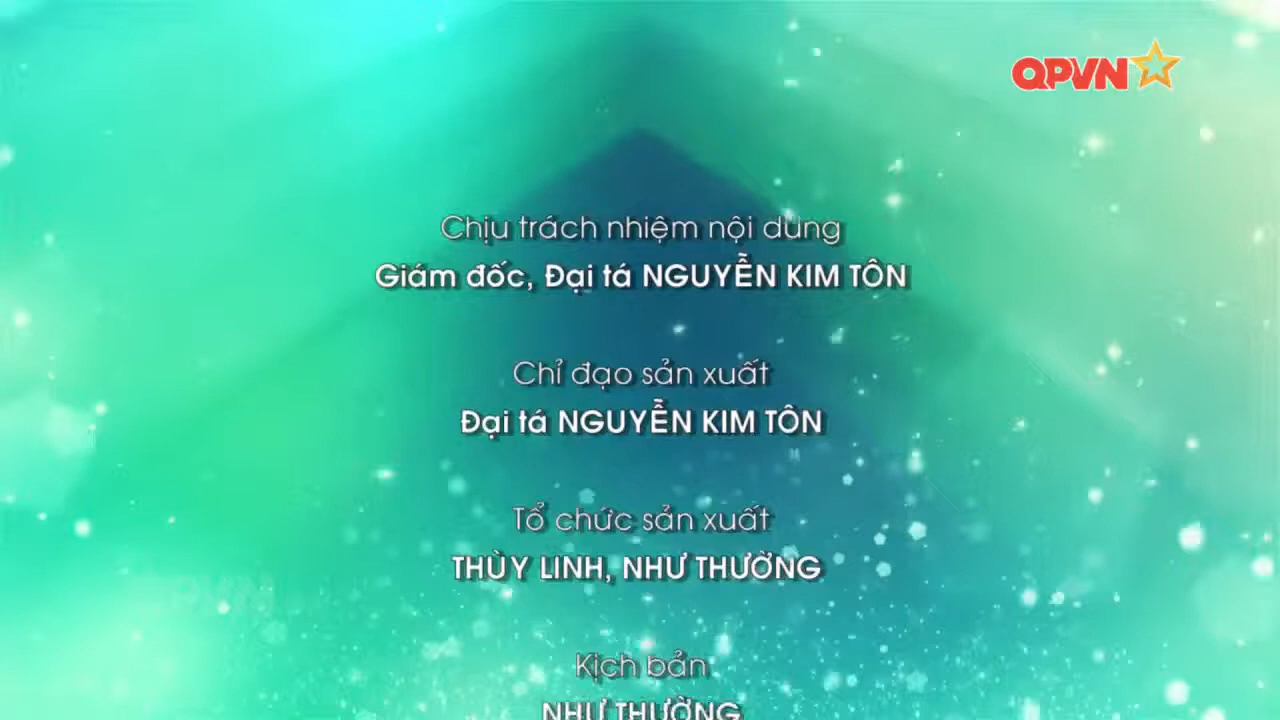 QPVN
Chịu trách nhiệm nội dung
Giám đốc, Đại tá NGUYỄN KIM TÔN
Chỉ đạo sản xuất
Đại tá NGUYỄN KIM TÔN
Tổ chức sản xuất
THÙY LINH, NHƯ THƯỜNG
Kịch bản
NHƯ THƯỜNG